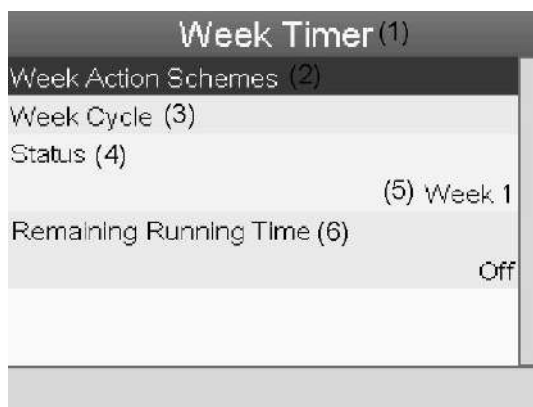 Week Timer (1)
Week Action Schemes (2)
Week Cycle (3)
Status (4)
(5) Week 1
Remaining Running Time (6)
Off